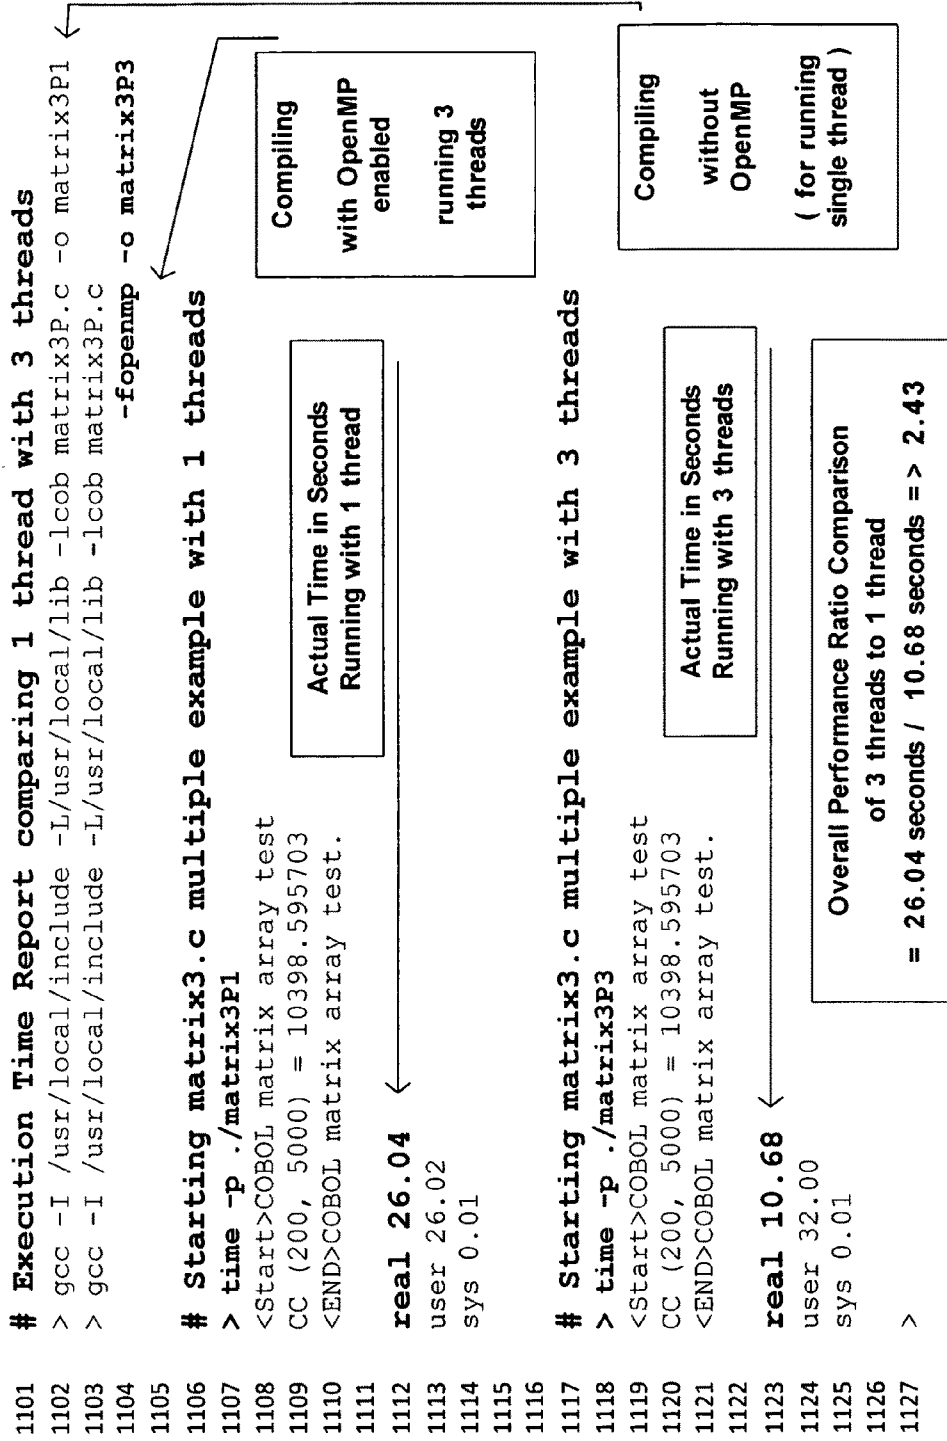 1101 # Execution Time Report comparing 1 thread with 3 threads
1102 > gcc -I /usr/local/include -L/usr/local/lib -lcob matrix3P.c -o matrix3P1
1103 > gcc -I /usr/local/include -L/usr/local/lib -lcob matrix3P.c
1104 -fopenmp -o matrix3P3
1105
1106 # Starting matrix3.c multiple example with 1 threads
1107 > time -p ./matrix3P1
1108 <Start>COBOL matrix array test
1109 CC (200, 5000) = 10398.595703
1110 <END>COBOL matrix array test.
1111
1112 real 26.04
1113 user 26.02
1114 sys 0.01
1115
1116
1117 # Starting matrix3.c multiple example with 3 threads
1118 > time -p ./matrix3P3
1119 <Start>COBOL matrix array test
1120 CC (200, 5000) = 10398.595703
1121 <END>COBOL matrix array test.
1122
1123 real 10.68
1124 user 32.00
1125 sys 0.01
1126
1127 >
Actual Time in Seconds
Running with 1 thread
Compiling
with OpenMP
enabled
running 3
threads
Actual Time in Seconds
Running with 3 threads
Compiling
without
OpenMP
( for running
single thread )
Overall Performance Ratio Comparison
of 3 threads to 1 thread
= 26.04 seconds / 10.68 seconds = > 2.43